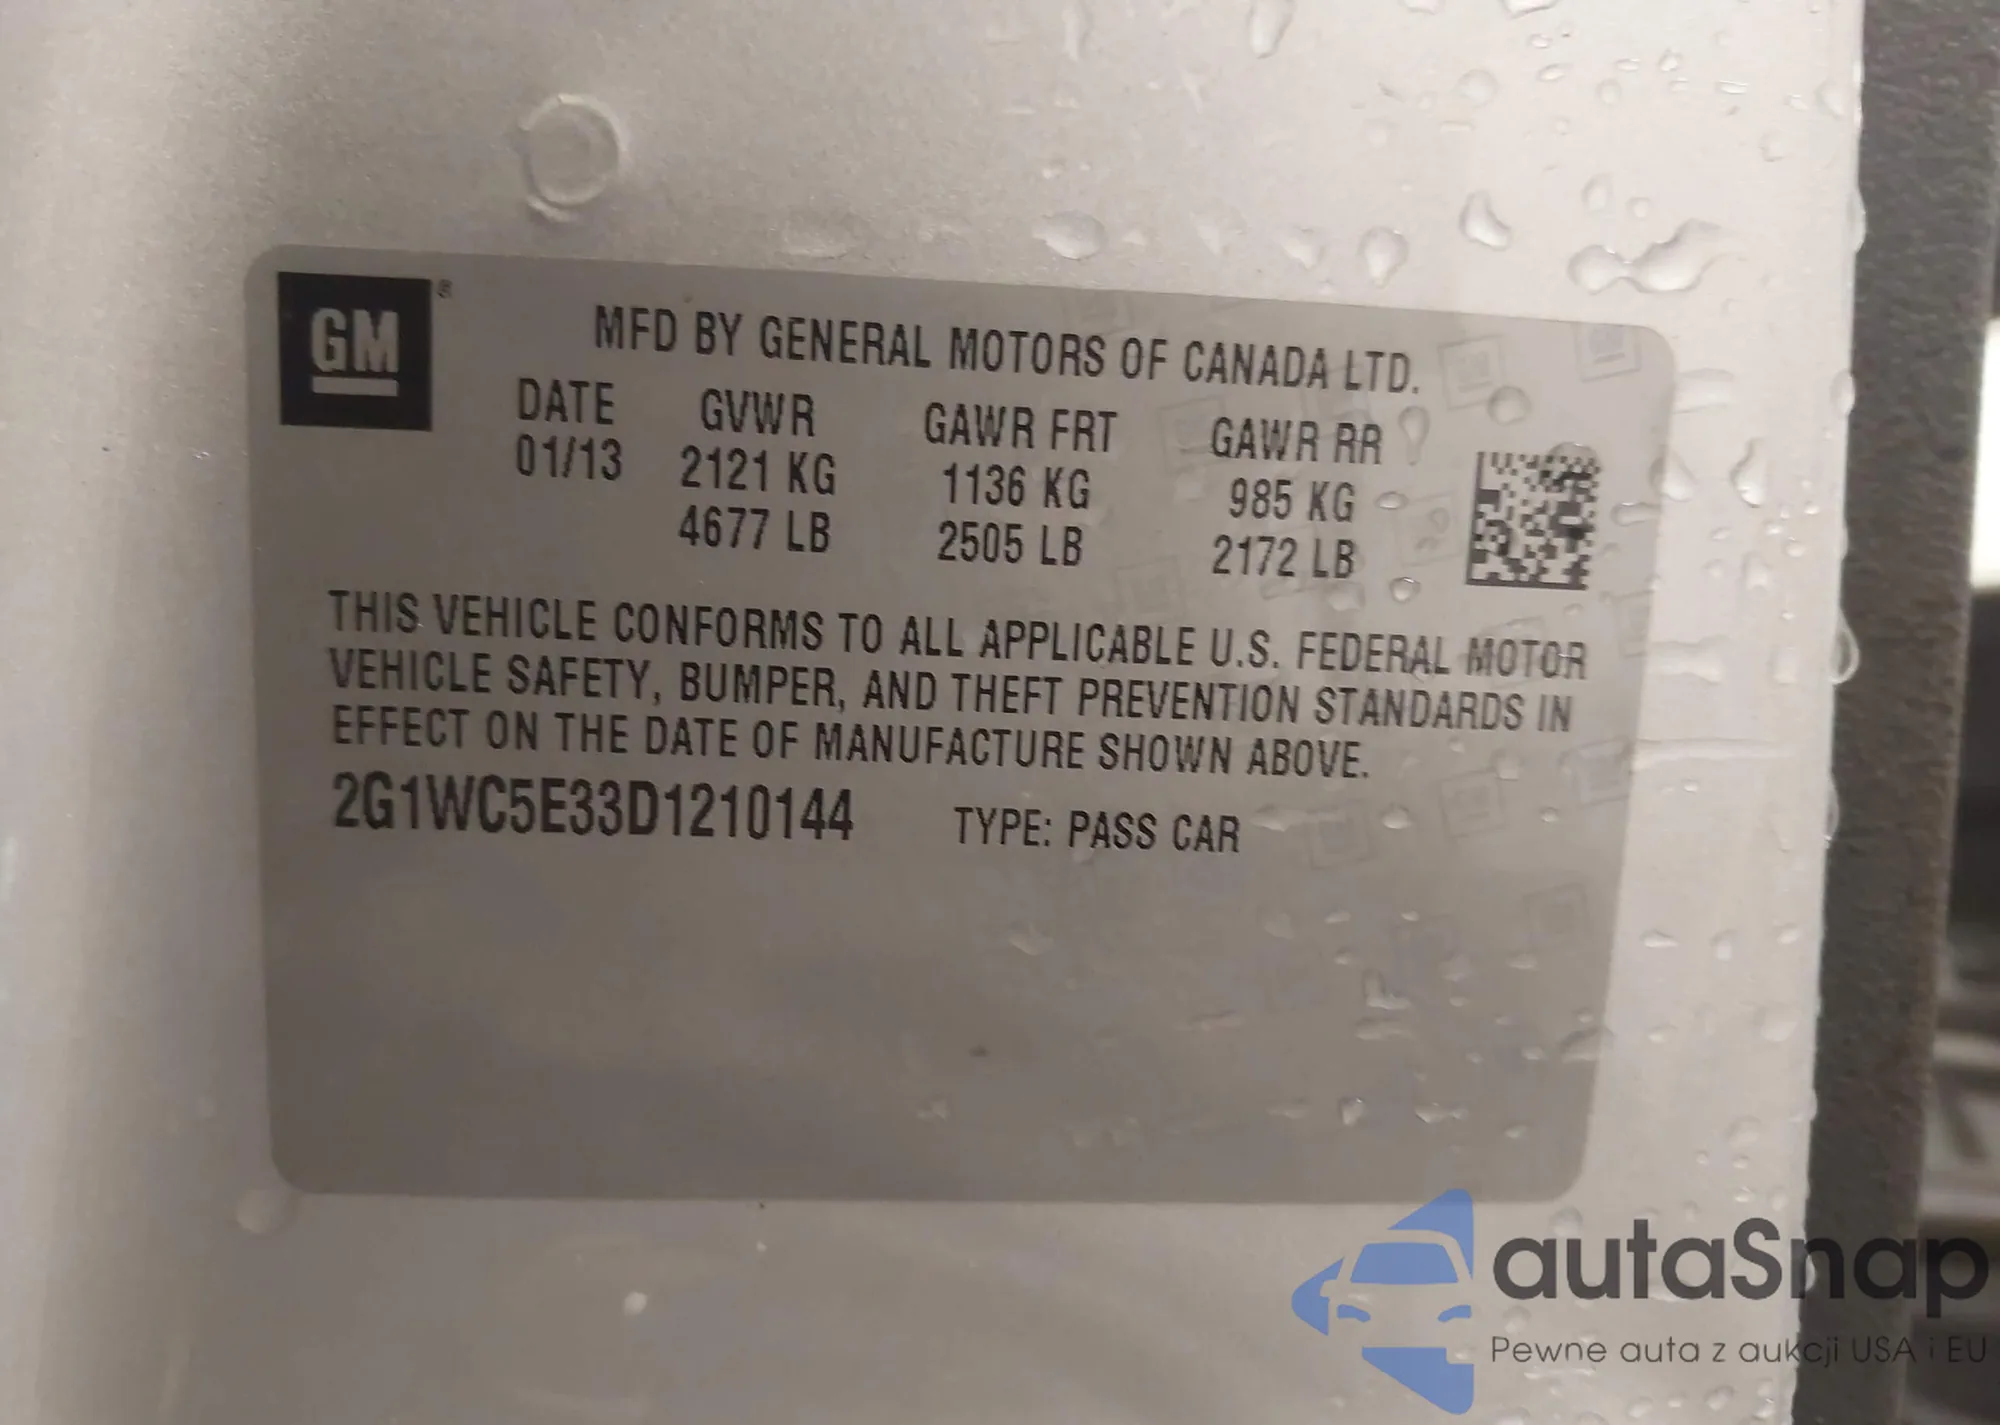 GM ®
MFD BY GENERAL MOTORS OF CANADA LTD.
DATE GVWR GAWR FRT GAWR RR
01/13 2121 KG 1136 KG 985 KG
4677 LB 2505 LB 2172 LB
THIS VEHICLE CONFORMS TO ALL APPLICABLE U.S. FEDERAL MOTOR
VEHICLE SAFETY, BUMPER, AND THEFT PREVENTION STANDARDS IN
EFFECT ON THE DATE OF MANUFACTURE SHOWN ABOVE.
2G1WC5E33D1210144 TYPE: PASS CAR
autaSnap
Pewne auta z aukcji USA i EU